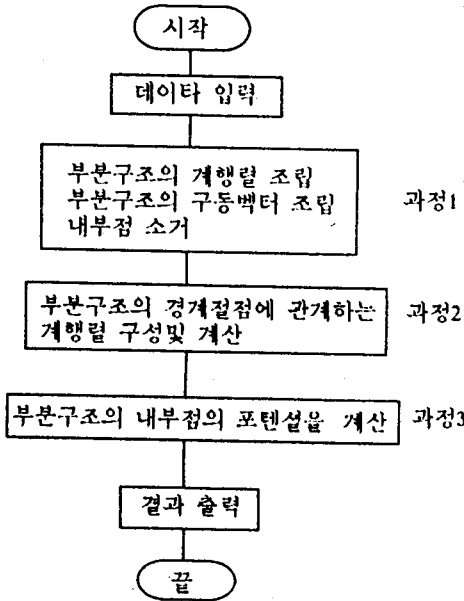 시작
데이타 입력
부분구조의 계행렬 조립
부분구조의 구동벡터 조립
내부점 소거
과정1
부분구조의 경계절점에 관계하는
계행렬 구성및 계산
과정2
부분구조의 내부점의 포텐셜을 계산
과정3
결과 출력
끝